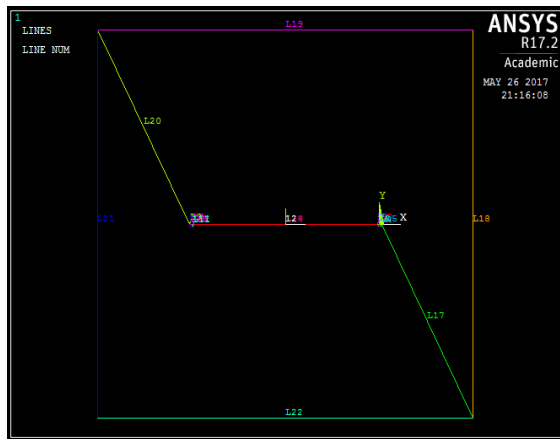 1
LINES
LINE NUM
ANSYS
R17.2
Academic
MAY 26 2017
21:16:08
L19
L20
L21
L18
Y
X
L17
L22